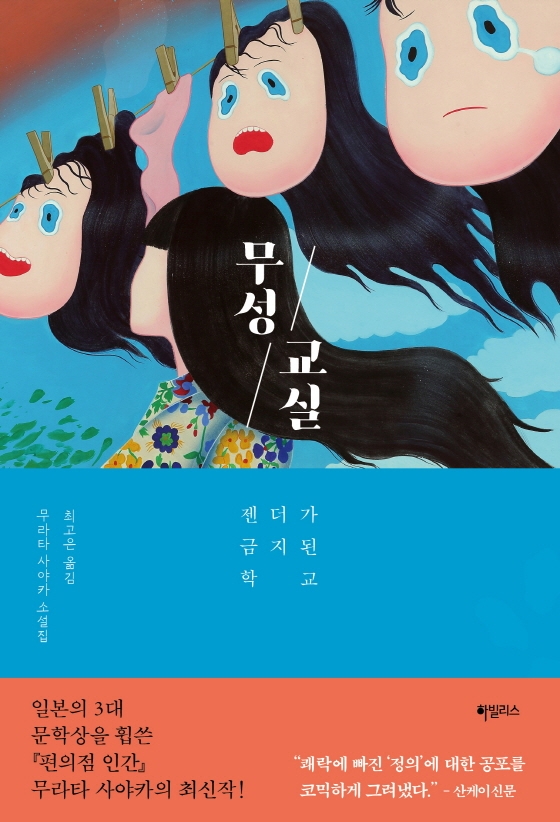 무성
교실
젠 더 가
금 지 된
학 교
무라타 사야카 소설집
최고은 옮김
일본의 3대
문학상을 휩쓴
『편의점 인간』
무라타 사야카의 최신작!
하빌리스
“쾌락에 빠진 ‘정의’에 대한 공포를
코믹하게 그려냈다.” – 산케이신문